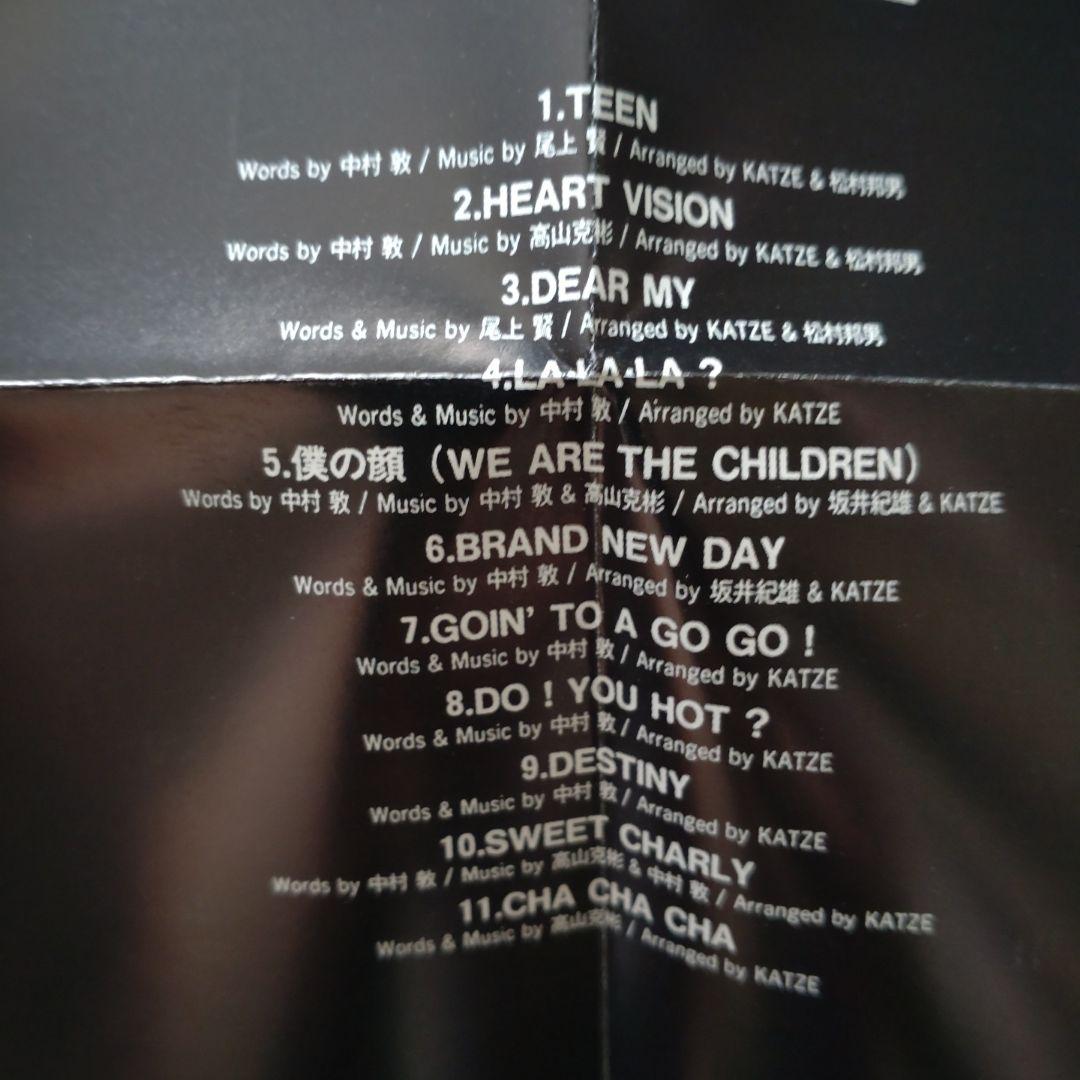 1.TEEN
Words by 中村 敦 / Music by 尾上 賢 / Arranged by KATZE & 松村邦男
2.HEART VISION
Words by 中村 敦 / Music by 高山克彬 / Arranged by KATZE & 松村邦男
3.DEAR MY
Words & Music by 尾上 賢 / Arranged by KATZE & 松村邦男
4.LA·LA·LA ?
Words & Music by 中村 敦 / Arranged by KATZE
5.僕の顔 (WE ARE THE CHILDREN)
Words by 中村 敦 / Music by 中村 敦 & 高山克彬 / Arranged by 坂井紀雄 & KATZE
6.BRAND NEW DAY
Words & Music by 中村 敦 / Arranged by 坂井紀雄 & KATZE
7.GOIN' TO A GO GO !
Words & Music by 中村 敦 / Arranged by KATZE
8.DO ! YOU HOT ?
Words & Music by 中村 敦 / Arranged by KATZE
9.DESTINY
Words & Music by 中村 敦 / Arranged by KATZE
10.SWEET CHARLY
Words by 中村 敦 / Music by 高山克彬 & 中村 敦 / Arranged by KATZE
11.CHA CHA CHA
Words & Music by 高山克彬 / Arranged by KATZE